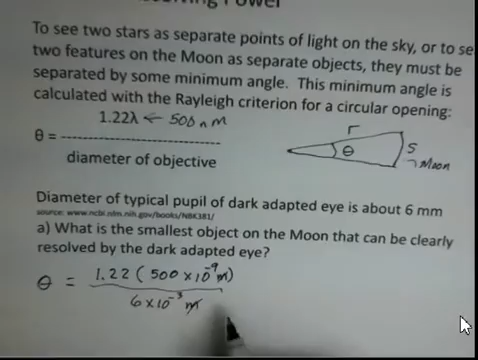 Power
To see two stars as separate points of light on the sky, or to se
two features on the Moon as separate objects, they must be
separated by some minimum angle. This minimum angle is
calculated with the Rayleigh criterion for a circular opening:
1.22λ ← 500 nm
θ = --------------------
diameter of objective
r
θ
s
Moon
Diameter of typical pupil of dark adapted eye is about 6 mm
source: www.ncbi.nlm.nih.gov/books/NBK381/
a) What is the smallest object on the Moon that can be clearly
resolved by the dark adapted eye?
θ = 1.22 ( 500 × 10⁻⁹ m)
6 × 10⁻³ m